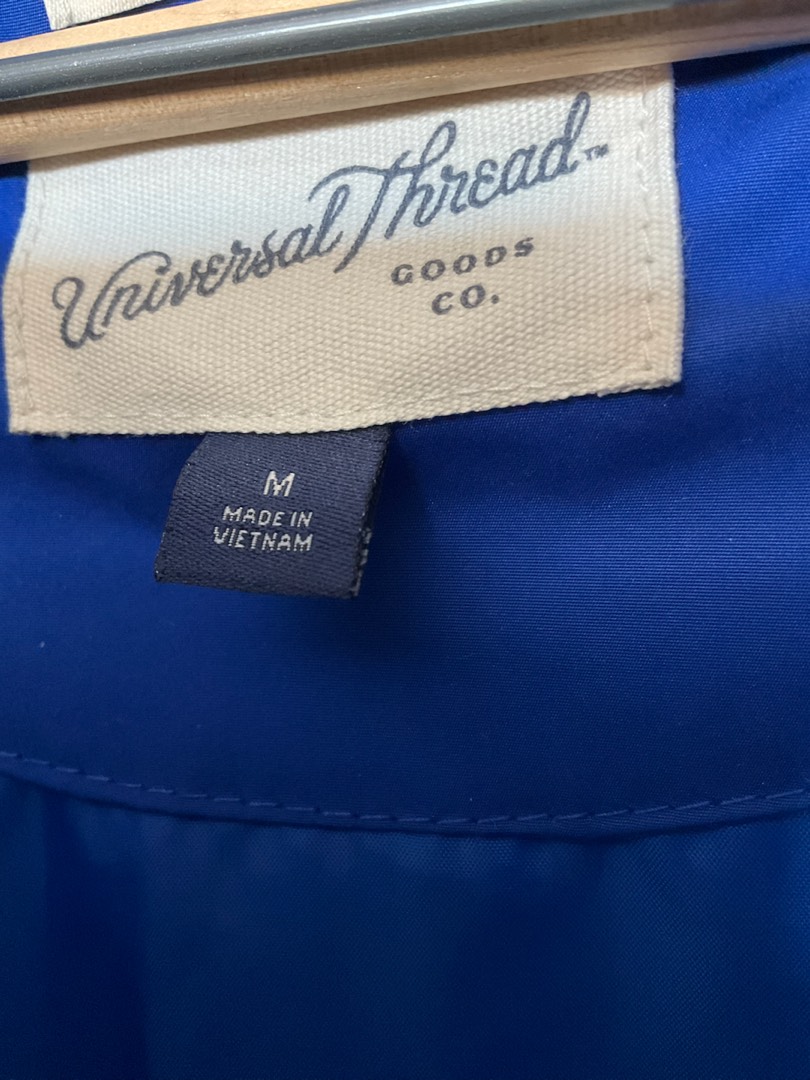 Universal Thread™
GOODS
CO.
M
MADE IN
VIETNAM